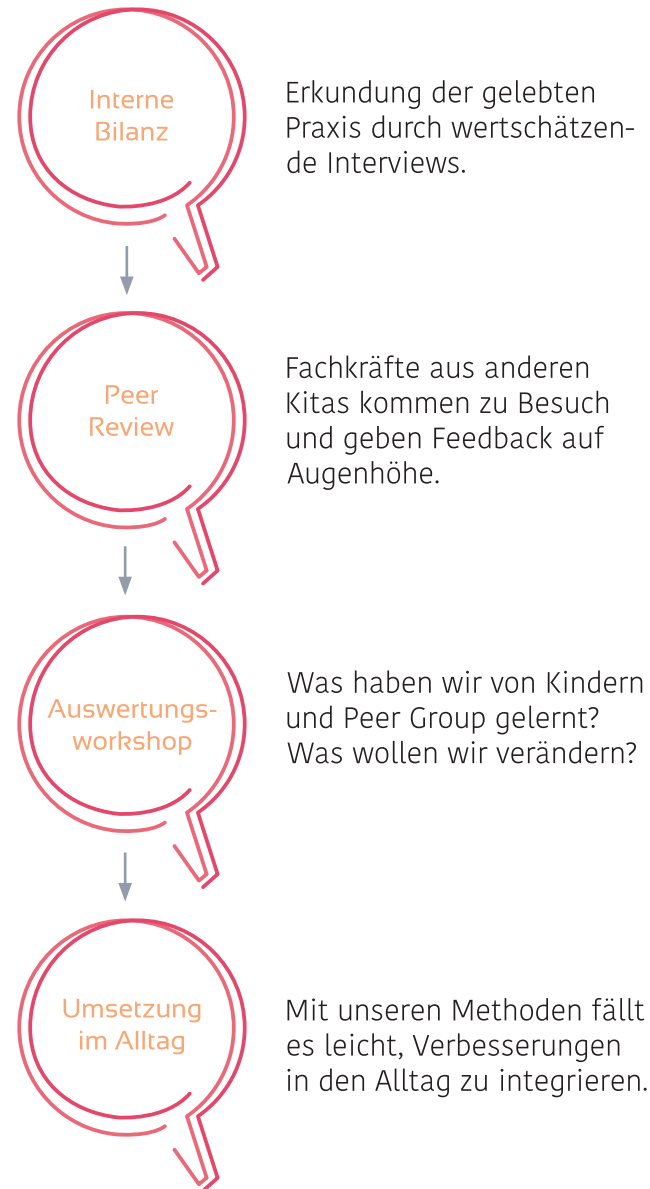 Interne
Bilanz
Erkundung der gelebten
Praxis durch wertschätzen-
de Interviews.
Peer
Review
Fachkräfte aus anderen
Kitas kommen zu Besuch
und geben Feedback auf
Augenhöhe.
Auswertungs-
workshop
Was haben wir von Kindern
und Peer Group gelernt?
Was wollen wir verändern?
Umsetzung
im Alltag
Mit unseren Methoden fällt
es leicht, Verbesserungen
in den Alltag zu integrieren.